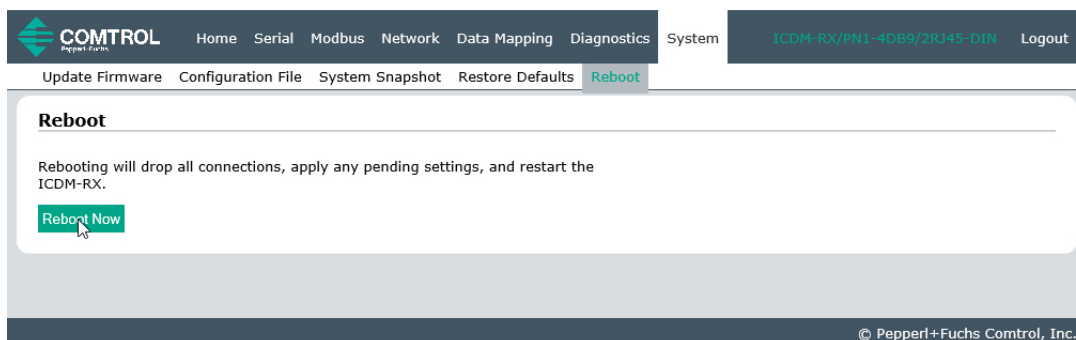 COMTROL
Pepperl+Fuchs
Home Serial Modbus Network Data Mapping Diagnostics System ICDM-RX/PN1-4DB9/2RJ45-DIN Logout
Update Firmware Configuration File System Snapshot Restore Defaults Reboot
Reboot
Rebooting will drop all connections, apply any pending settings, and restart the
ICDM-RX.
Reboot Now
© Pepperl+Fuchs Comtrol, Inc.